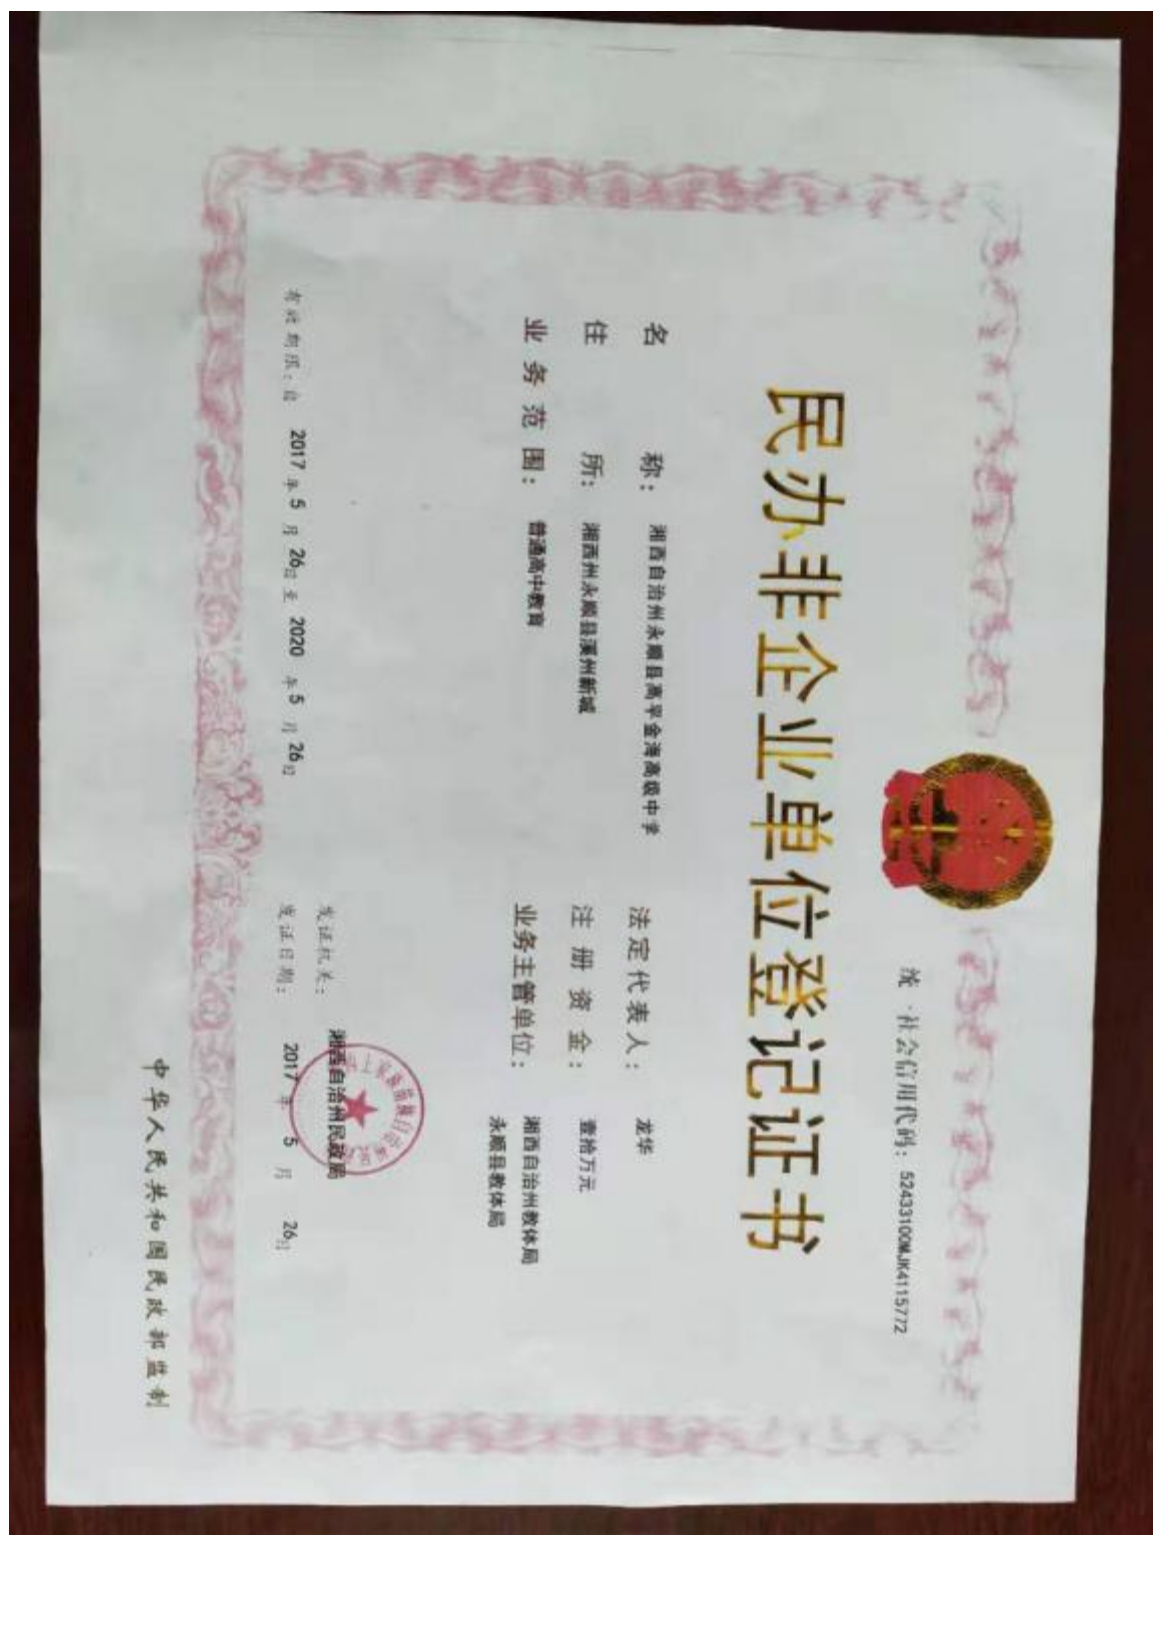 统一社会信用代码：52433100MJK4115772
民办非企业单位登记证书
名称：湘西自治州永顺县高平金海高级中学
法定代表人：龙华
住所：湘西州永顺县溪州新城
注册资金：壹拾万元
业务范围：普通高中教育
业务主管单位：湘西自治州教体局
永顺县教体局
发证机关：湘西自治州民政局
有效期限：自 2017 年 5 月 26日 至 2020 年 5 月 26日
发证日期：2017 年 5 月 26日
中华人民共和国民政部监制